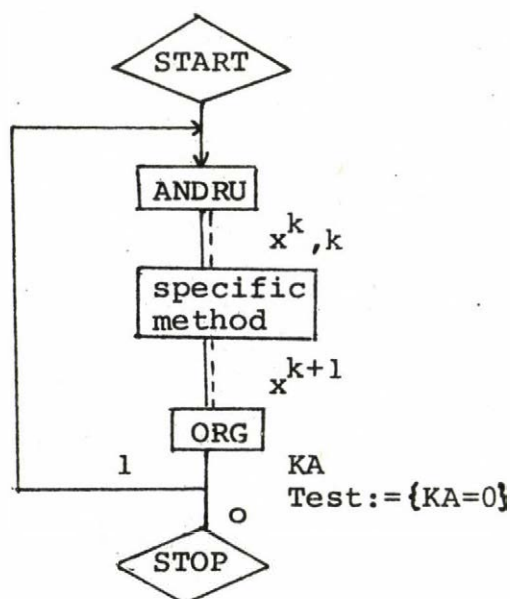 START
ANDRU
x^k,k
specific
method
x^{k+1}
ORG
1 KA
Test:={KA=0}
o
STOP